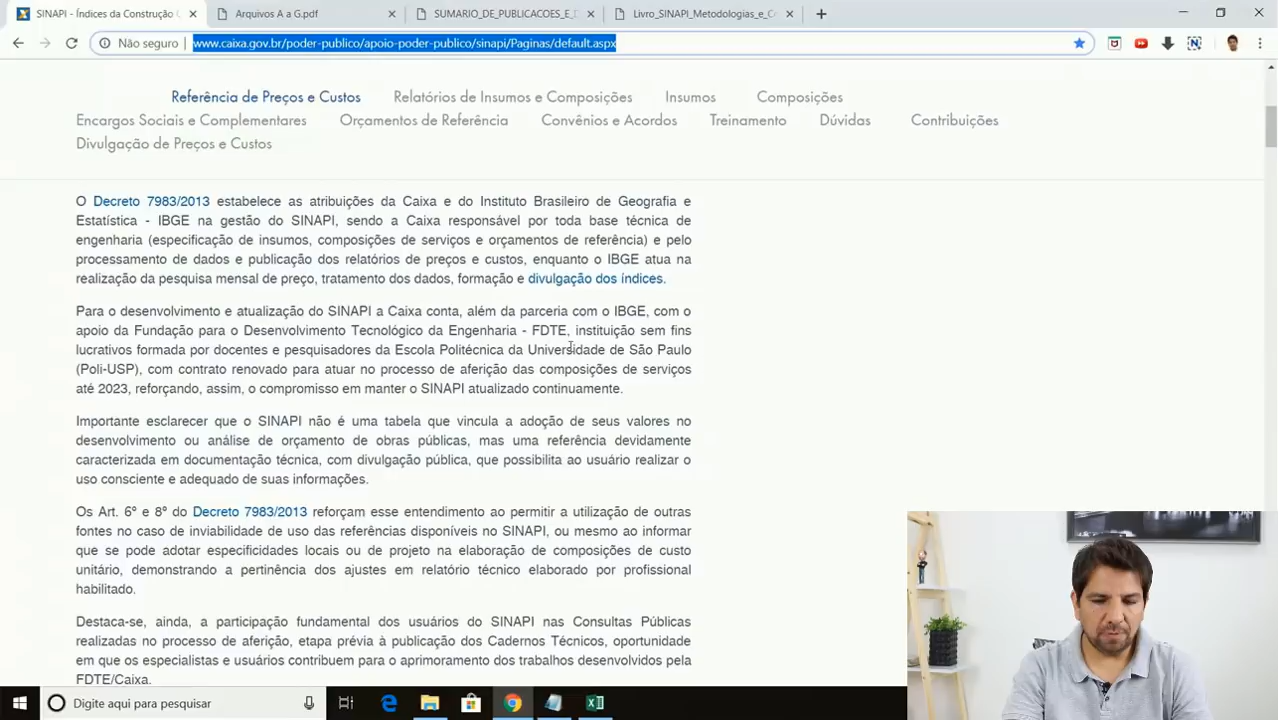 SINAPI - Índices da Construção C
Arquivos A a G.pdf
SUMARIO_DE_PUBLICACOES_E_D
Livro_SINAPI_Metodologias_e_C
Não seguro
www.caixa.gov.br/poder-publico/apoio-poder-publico/sinapi/Paginas/default.aspx
Referência de Preços e Custos Relatórios de Insumos e Composições Insumos Composições
Encargos Sociais e Complementares Orçamentos de Referência Convênios e Acordos Treinamento Dúvidas Contribuições
Divulgação de Preços e Custos
O Decreto 7983/2013 estabelece as atribuições da Caixa e do Instituto Brasileiro de Geografia e
Estatística - IBGE na gestão do SINAPI, sendo a Caixa responsável por toda base técnica de
engenharia (especificação de insumos, composições de serviços e orçamentos de referência) e pelo
processamento de dados e publicação dos relatórios de preços e custos, enquanto o IBGE atua na
realização da pesquisa mensal de preço, tratamento dos dados, formação e divulgação dos índices.
Para o desenvolvimento e atualização do SINAPI a Caixa conta, além da parceria com o IBGE, com o
apoio da Fundação para o Desenvolvimento Tecnológico da Engenharia - FDTE, instituição sem fins
lucrativos formada por docentes e pesquisadores da Escola Politécnica da Universidade de São Paulo
(Poli-USP), com contrato renovado para atuar no processo de aferição das composições de serviços
até 2023, reforçando, assim, o compromisso em manter o SINAPI atualizado continuamente.
Importante esclarecer que o SINAPI não é uma tabela que vincula a adoção de seus valores no
desenvolvimento ou análise de orçamento de obras públicas, mas uma referência devidamente
caracterizada em documentação técnica, com divulgação pública, que possibilita ao usuário realizar o
uso consciente e adequado de suas informações.
Os Art. 6º e 8º do Decreto 7983/2013 reforçam esse entendimento ao permitir a utilização de outras
fontes no caso de inviabilidade de uso das referências disponíveis no SINAPI, ou mesmo ao informar
que se pode adotar especificidades locais ou de projeto na elaboração de composições de custo
unitário, demonstrando a pertinência dos ajustes em relatório técnico elaborado por profissional
habilitado.
Destaca-se, ainda, a participação fundamental dos usuários do SINAPI nas Consultas Públicas
realizadas no processo de aferição, etapa prévia à publicação dos Cadernos Técnicos, oportunidade
em que os especialistas e usuários contribuem para o aprimoramento dos trabalhos desenvolvidos pela
FDTE/Caixa.
Digite aqui para pesquisar